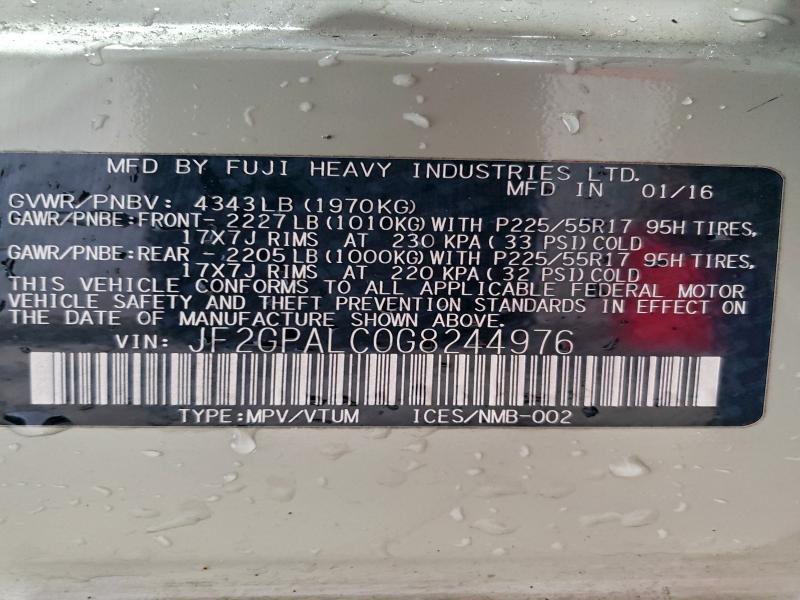 MFD BY FUJI HEAVY INDUSTRIES LTD.
MFD IN 01/16
GVWR/PNBV: 4343LB (1970KG)
GAWR/PNBE:FRONT- 2227LB (1010KG) WITH P225/55R17 95H TIRES,
17X7J RIMS AT 230 KPA( 33 PSI) COLD
GAWR/PNBE:REAR - 2205LB (1000KG) WITH P225/55R17 95H TIRES,
17X7J RIMS AT 220 KPA( 32 PSI) COLD
THIS VEHICLE CONFORMS TO ALL APPLICABLE FEDERAL MOTOR
VEHICLE SAFETY AND THEFT PREVENTION STANDARDS IN EFFECT ON
THE DATE OF MANUFACTURE SHOWN ABOVE.
VIN: JF2GPALC0G8244976
TYPE:MPV/VTUM ICES/NMB-002